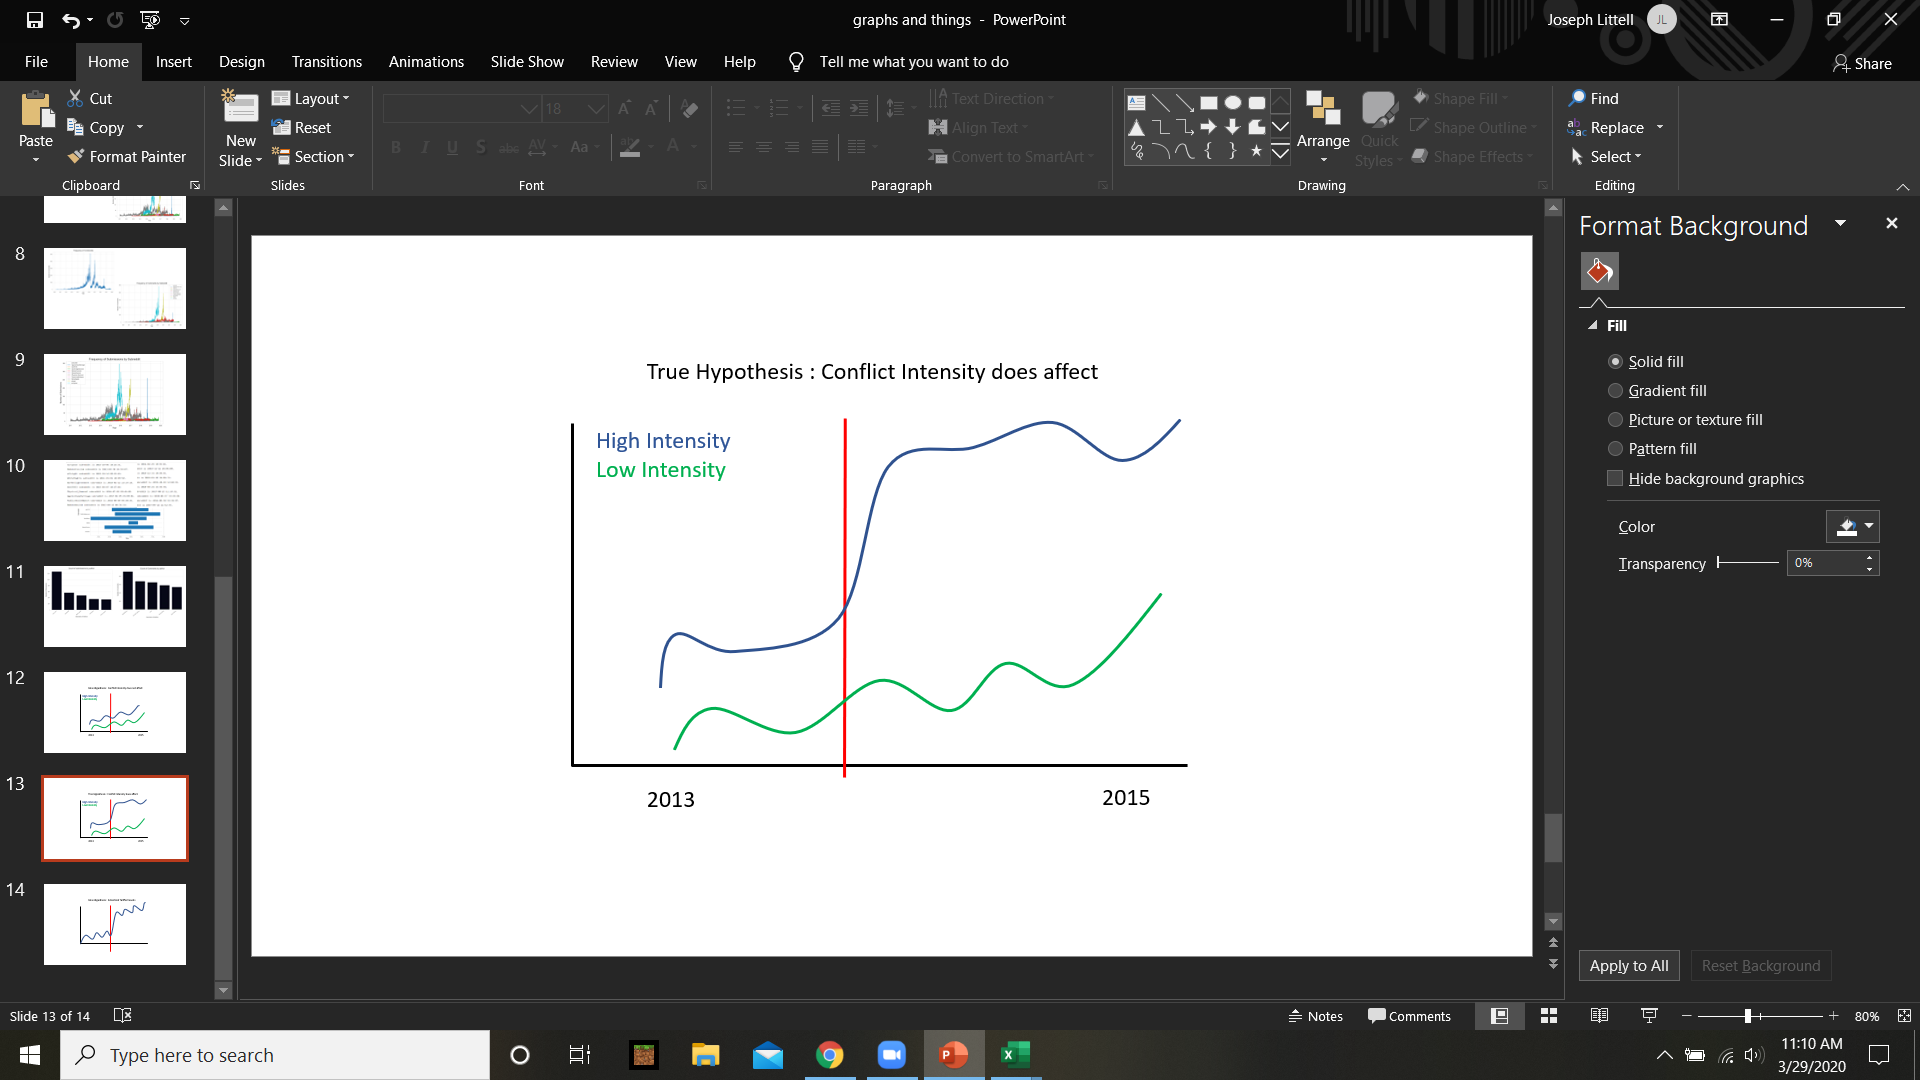 graphs and things - PowerPoint
Joseph Littell
JL
File Home Insert Design Transitions Animations Slide Show Review View Help Tell me what you want to do
Share
Paste
Cut
Copy
Format Painter
Clipboard
New Slide
Layout
Reset
Section
Slides
18
B I U S abc AV Aa A
Font
Text Direction
Align Text
Convert to SmartArt
Paragraph
Arrange
Quick Styles
Shape Fill
Shape Outline
Shape Effects
Drawing
Find
Replace
Select
Editing
8
9
10
11
12
13
14
True Hypothesis : Conflict Intensity does affect
High Intensity
Low Intensity
2013
2015
Format Background
Fill
Solid fill
Gradient fill
Picture or texture fill
Pattern fill
Hide background graphics
Color
Transparency
0%
Apply to All
Reset Background
Slide 13 of 14
Notes
Comments
80%
Type here to search
11:10 AM
3/29/2020